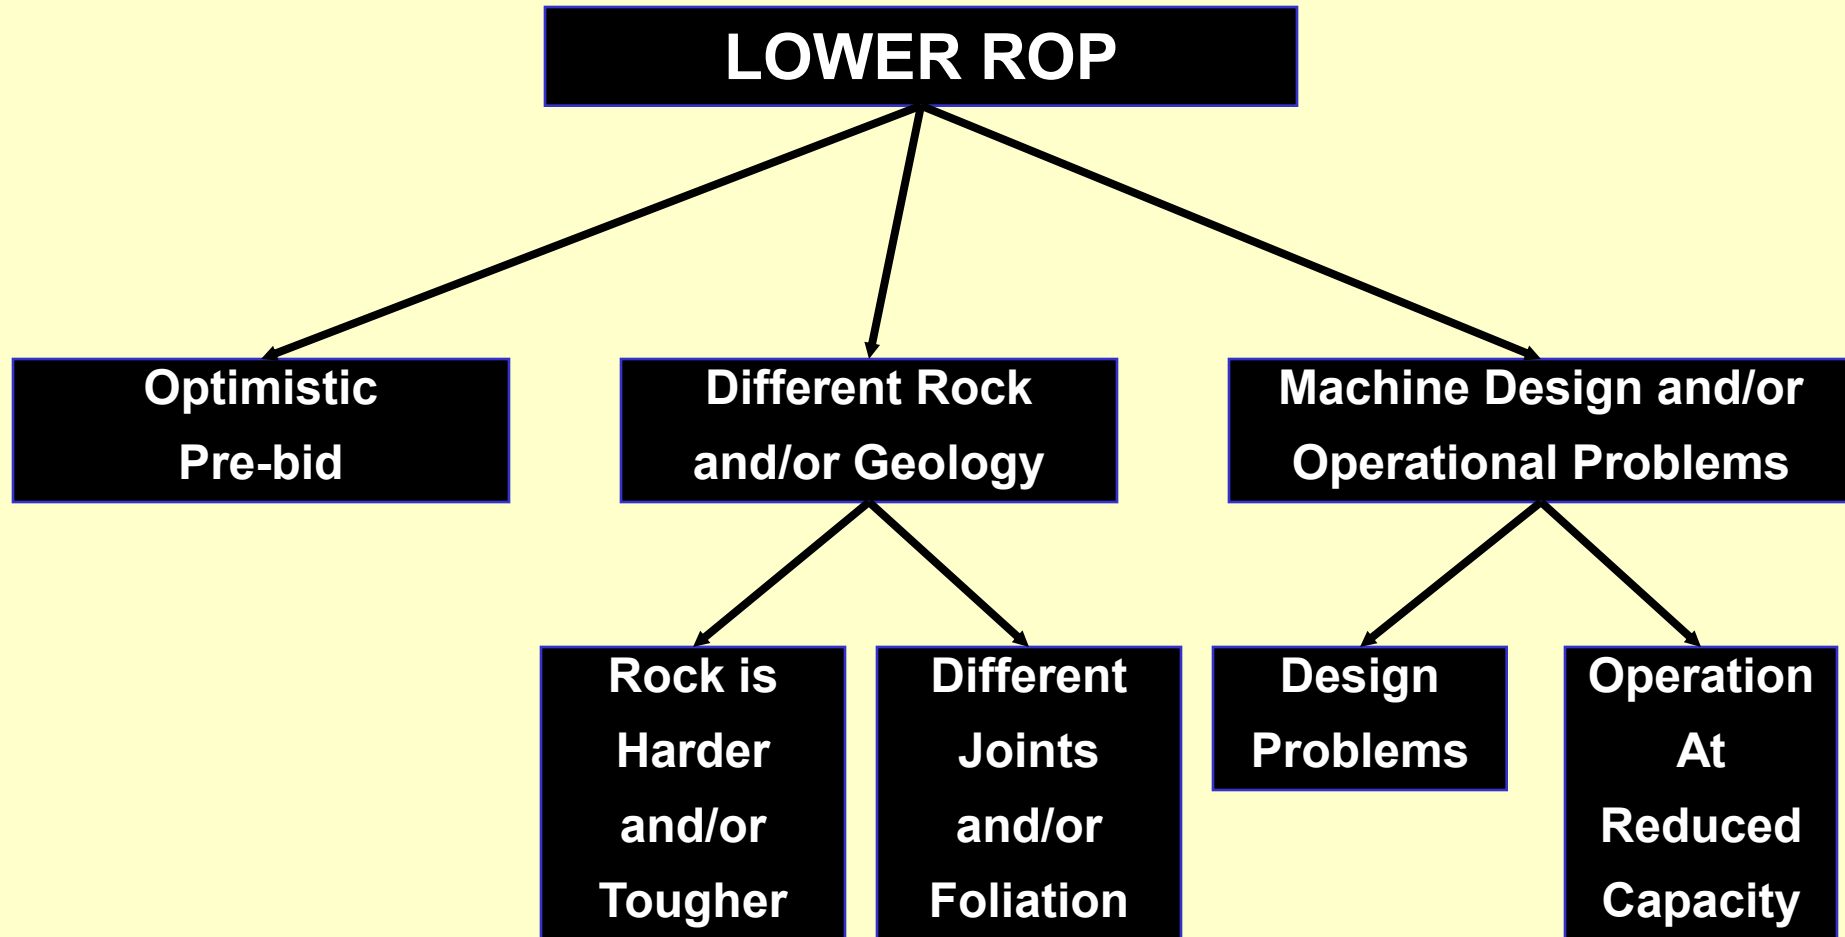 LOWER ROP
Optimistic
Pre-bid
Different Rock
and/or Geology
Machine Design and/or
Operational Problems
Rock is
Harder
and/or
Tougher
Different
Joints
and/or
Foliation
Design
Problems
Operation
At
Reduced
Capacity